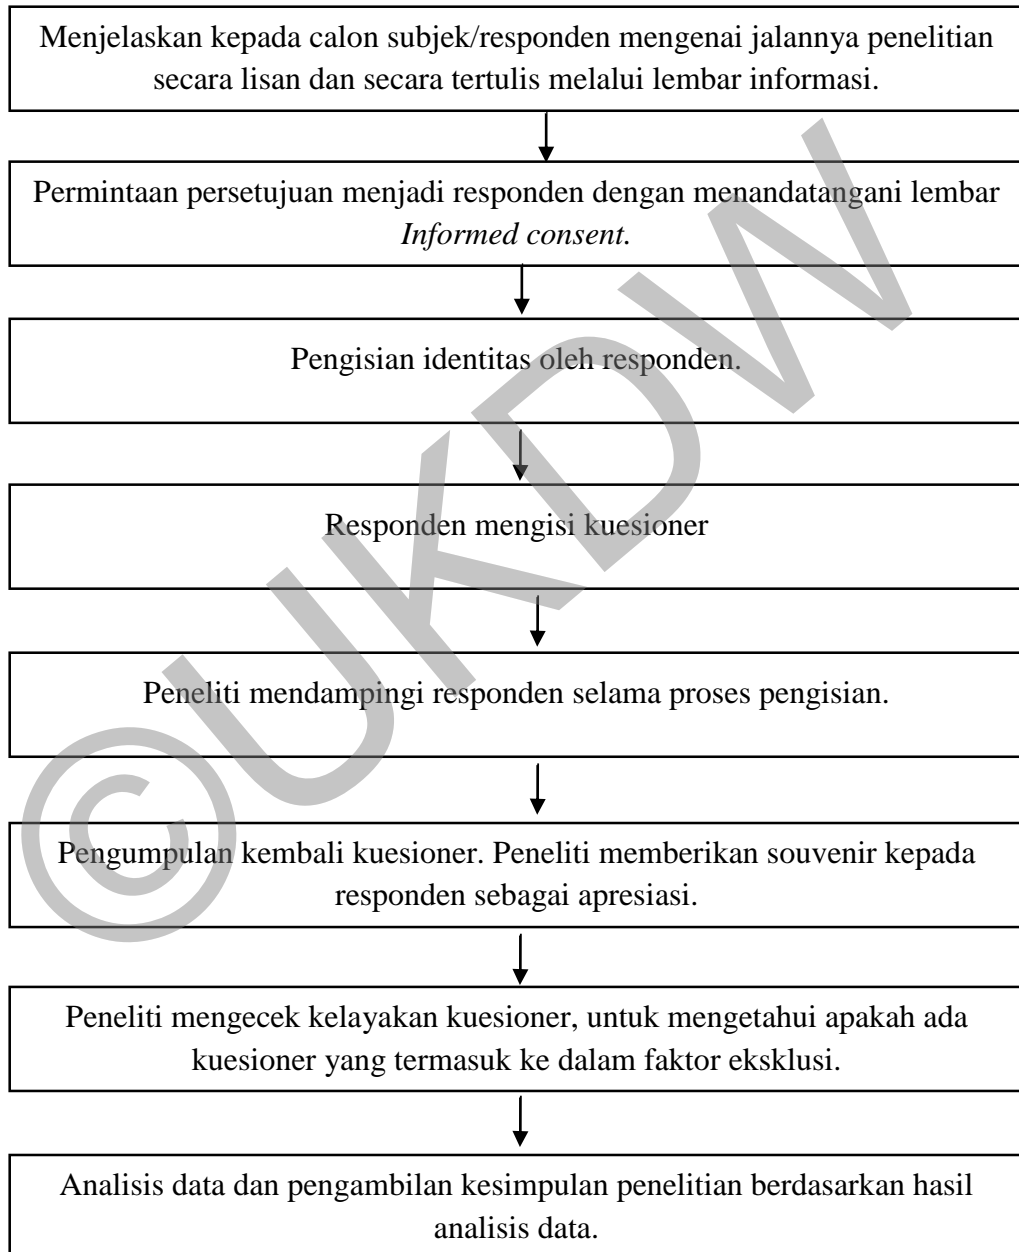 Menjelaskan kepada calon subjek/responden mengenai jalannya penelitian
secara lisan dan secara tertulis melalui lembar informasi.
Permintaan persetujuan menjadi responden dengan menandatangani lembar
Informed consent.
Pengisian identitas oleh responden.
Responden mengisi kuesioner
Peneliti mendampingi responden selama proses pengisian.
Pengumpulan kembali kuesioner. Peneliti memberikan souvenir kepada
responden sebagai apresiasi.
Peneliti mengecek kelayakan kuesioner, untuk mengetahui apakah ada
kuesioner yang termasuk ke dalam faktor eksklusi.
Analisis data dan pengambilan kesimpulan penelitian berdasarkan hasil
analisis data.
©UKDW